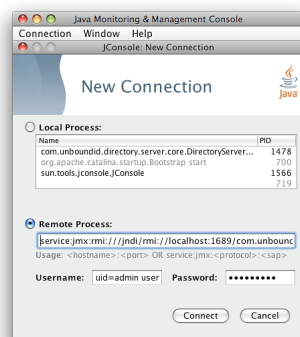 Java Monitoring & Management Console
Connection Window Help
JConsole: New Connection
New Connection
Java
Local Process:
Name PID
com.unboundid.directory.server.core.DirectoryServer... 1478
org.apache.catalina.startup.Bootstrap start 700
sun.tools.jconsole.JConsole 1566
719
Remote Process:
service:jmx:rmi:///jndi/rmi://localhost:1689/com.unbounc
Usage: <hostname>:<port> OR service:jmx:<protocol>:<sap>
Username: uid=admin user Password: •••••••••
Connect Cancel